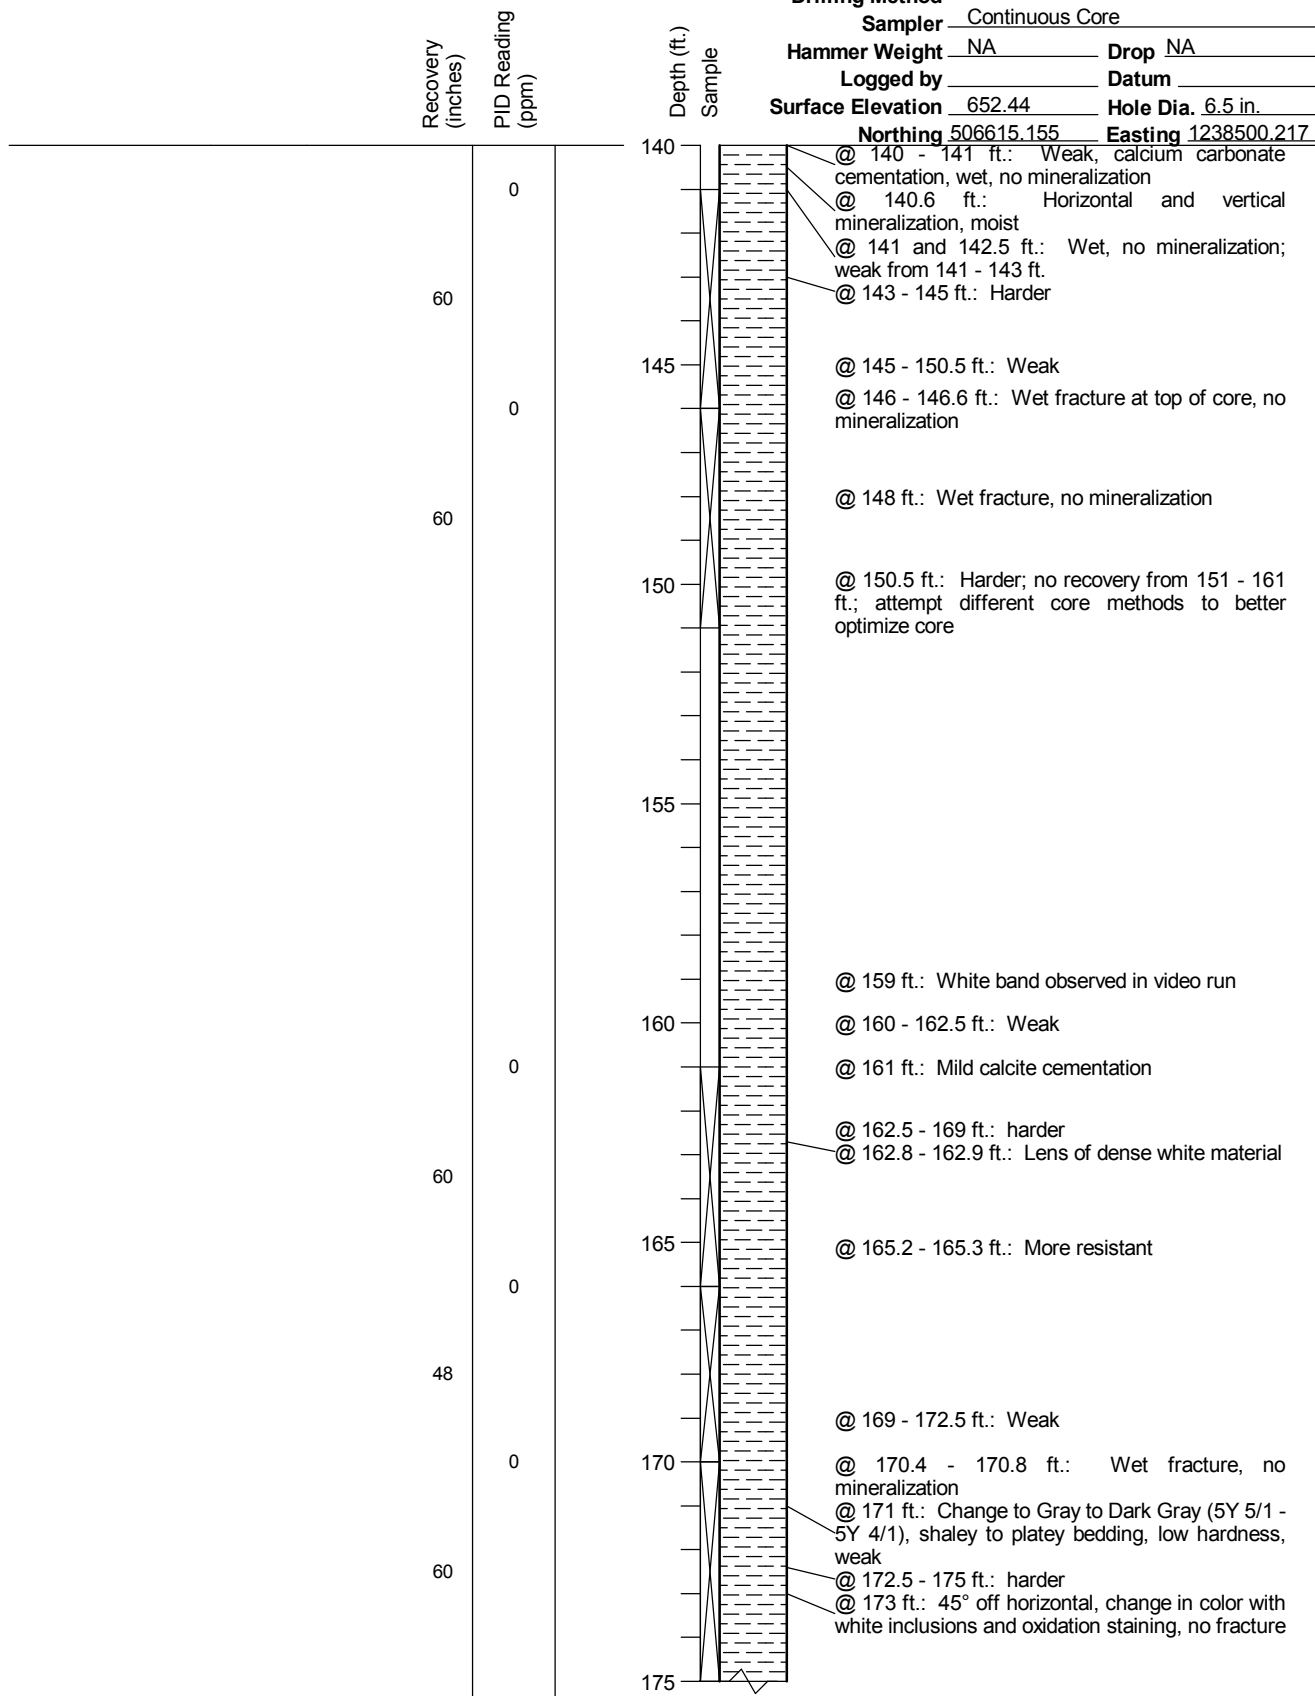 Sampler Continuous Core
Hammer Weight NA Drop NA
Logged by Datum
Surface Elevation 652.44 Hole Dia. 6.5 in.
Northing 506615.155 Easting 1238500.217
Recovery
(inches)
PID Reading
(ppm)
Depth (ft.)
Sample
140
@ 140 - 141 ft.: Weak, calcium carbonate
cementation, wet, no mineralization
0
@ 140.6 ft.: Horizontal and vertical
mineralization, moist
@ 141 and 142.5 ft.: Wet, no mineralization;
weak from 141 - 143 ft.
60
@ 143 - 145 ft.: Harder
145
@ 145 - 150.5 ft.: Weak
0
@ 146 - 146.6 ft.: Wet fracture at top of core, no
mineralization
60
@ 148 ft.: Wet fracture, no mineralization
150
@ 150.5 ft.: Harder; no recovery from 151 - 161
ft.; attempt different core methods to better
optimize core
155
@ 159 ft.: White band observed in video run
160
@ 160 - 162.5 ft.: Weak
0
@ 161 ft.: Mild calcite cementation
@ 162.5 - 169 ft.: harder
@ 162.8 - 162.9 ft.: Lens of dense white material
60
165
@ 165.2 - 165.3 ft.: More resistant
0
48
@ 169 - 172.5 ft.: Weak
170
0
@ 170.4 - 170.8 ft.: Wet fracture, no
mineralization
@ 171 ft.: Change to Gray to Dark Gray (5Y 5/1 -
5Y 4/1), shaley to platey bedding, low hardness,
weak
60
@ 172.5 - 175 ft.: harder
@ 173 ft.: 45° off horizontal, change in color with
white inclusions and oxidation staining, no fracture
175